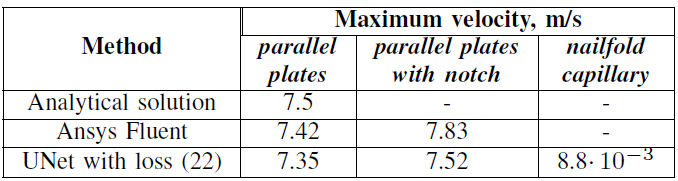 Method Maximum velocity, m/s
parallel plates parallel plates with notch nailfold capillary
Analytical solution 7.5 - -
Ansys Fluent 7.42 7.83 -
UNet with loss (22) 7.35 7.52 8.8· 10−3